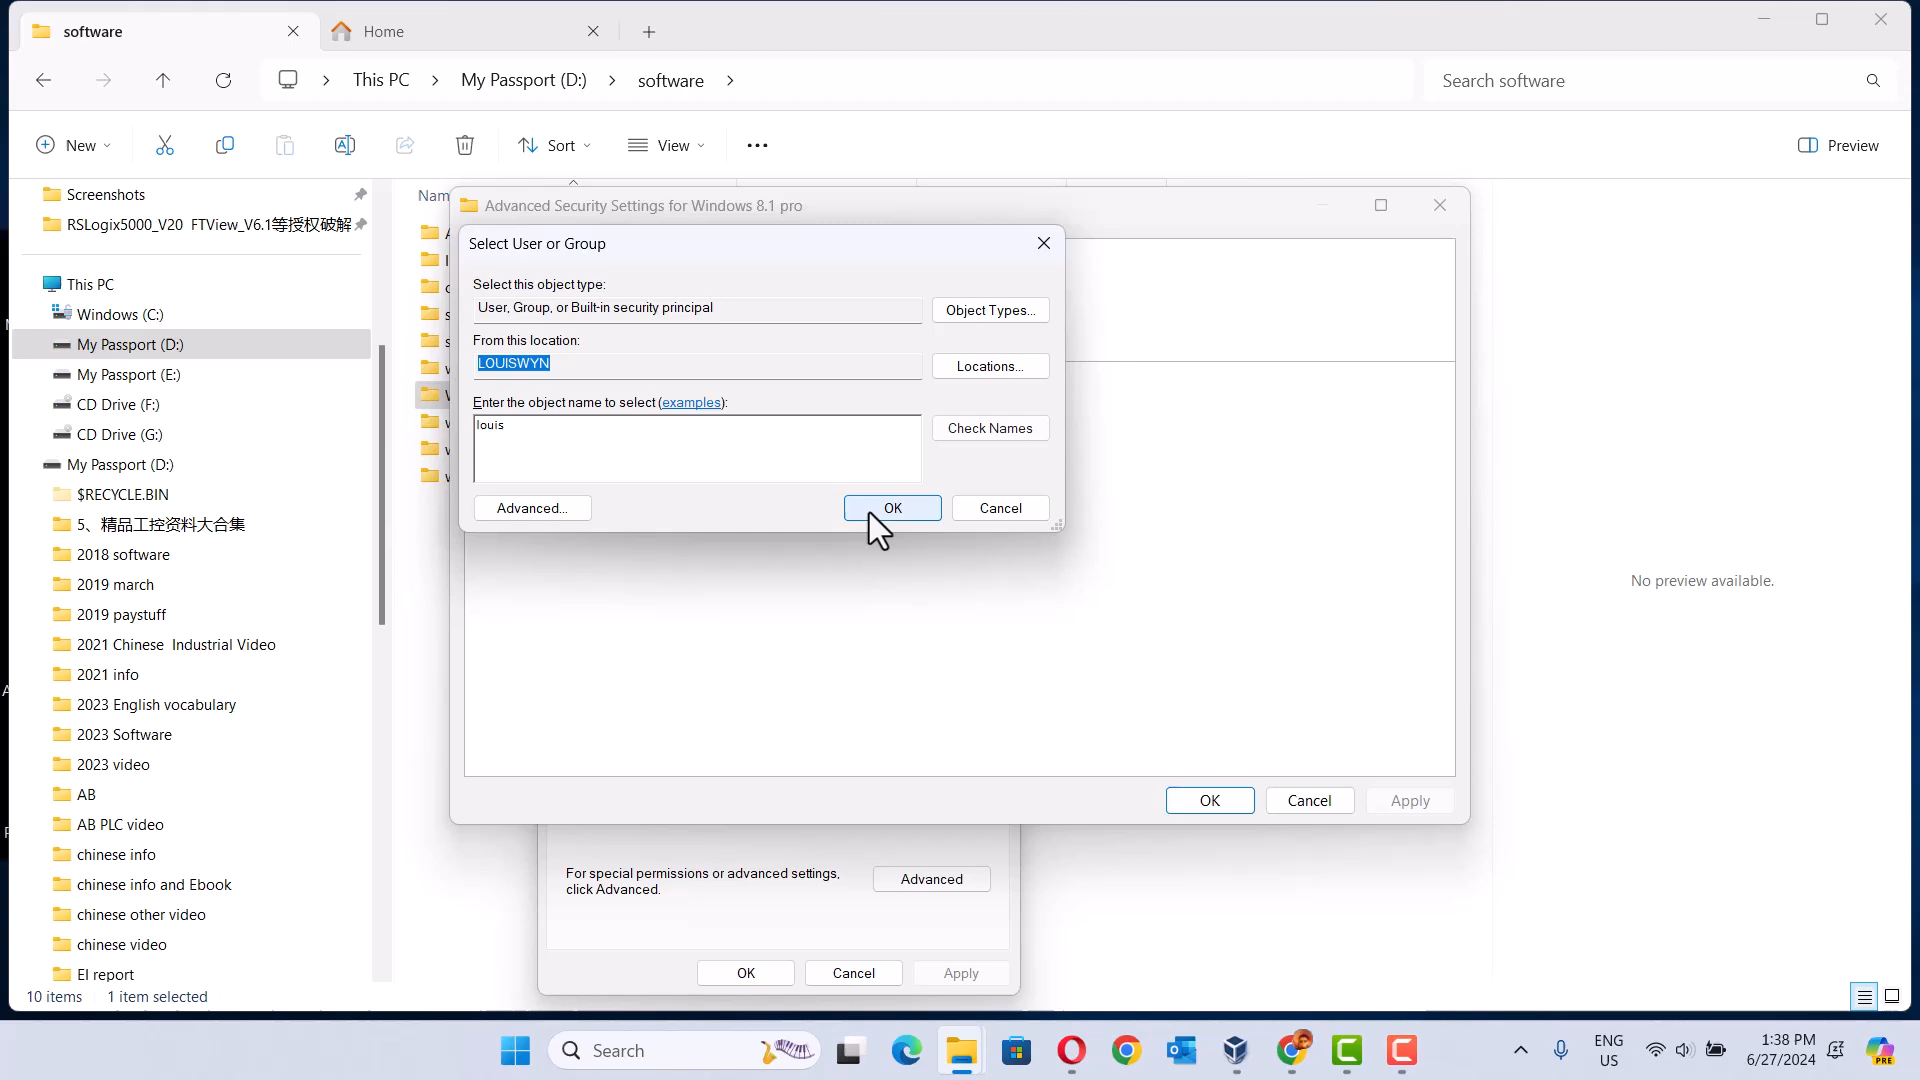 software
Home
This PC
My Passport (D:)
software
Search software
New
Sort
View
Preview
Screenshots
RSLogix5000_V20 FTView_V6.1等授权破解
This PC
Windows (C:)
My Passport (D:)
My Passport (E:)
CD Drive (F:)
CD Drive (G:)
My Passport (D:)
$RECYCLE.BIN
5、精品工控资料大合集
2018 software
2019 march
2019 paystuff
2021 Chinese Industrial Video
2021 info
2023 English vocabulary
2023 Software
2023 video
AB
AB PLC video
chinese info
chinese info and Ebook
chinese other video
chinese video
EI report
10 items
1 item selected
Advanced Security Settings for Windows 8.1 pro
Select User or Group
Select this object type:
User, Group, or Built-in security principal
Object Types...
From this location:
LOUISWYN
Locations...
Enter the object name to select (examples):
louis
Check Names
Advanced...
OK
Cancel
OK
Cancel
Apply
For special permissions or advanced settings,
click Advanced.
Advanced
OK
Cancel
Apply
No preview available.
Search
PRE
ENG
US
1:38 PM
6/27/2024